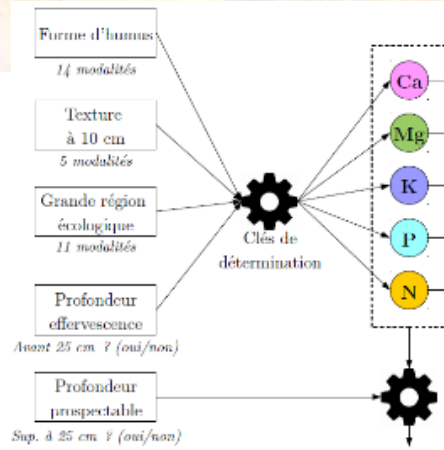 Forme d'humus
14 modalités
Texture
à 10 cm
5 modalités
Grande région
écologique
11 modalités
Profondeur
effervescence
Avant 25 cm ? (oui/non)
Profondeur
prospectable
Sup. à 25 cm ? (oui/non)
Clés de
détermination
Ca
Mg
K
P
N